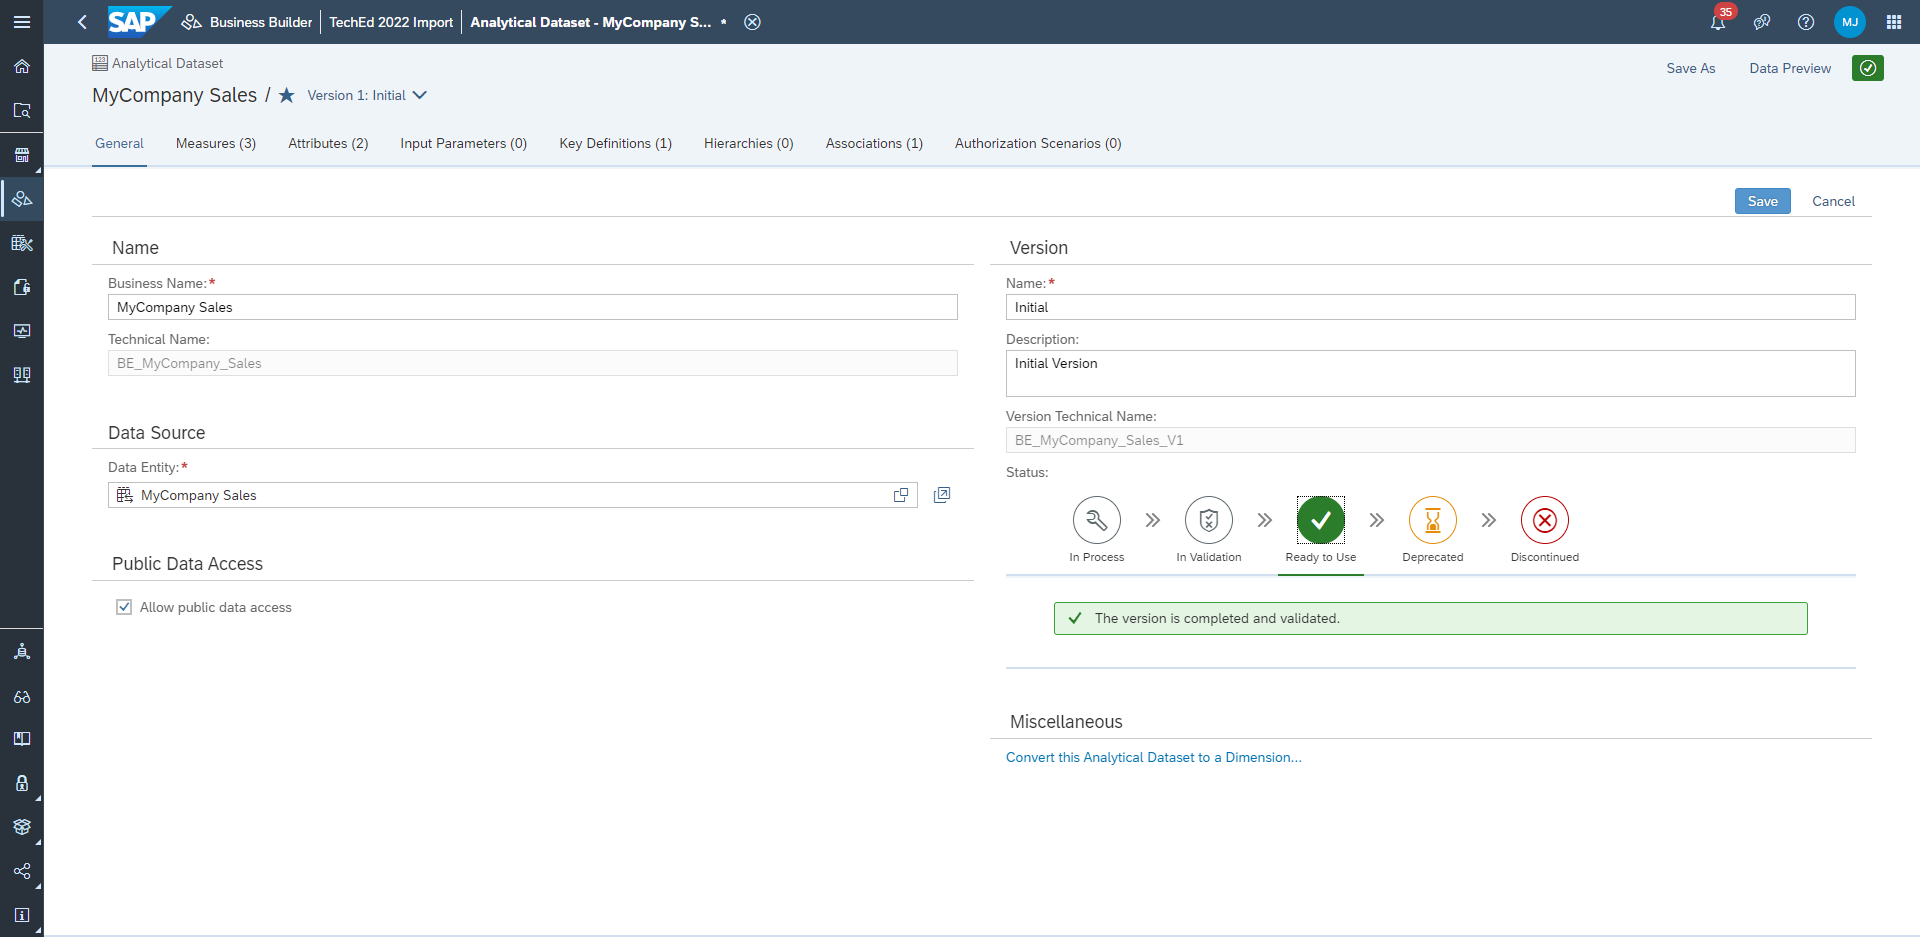 SAP Business Builder TechEd 2022 Import Analytical Dataset - MyCompany S... * 35 MJ
Analytical Dataset
Save As Data Preview
MyCompany Sales / ★ Version 1: Initial
General Measures (3) Attributes (2) Input Parameters (0) Key Definitions (1) Hierarchies (0) Associations (1) Authorization Scenarios (0)
Save Cancel
Name
Business Name:*
MyCompany Sales
Technical Name:
BE_MyCompany_Sales
Data Source
Data Entity:*
MyCompany Sales
Public Data Access
Allow public data access
Version
Name:*
Initial
Description:
Initial Version
Version Technical Name:
BE_MyCompany_Sales_V1
Status:
In Process In Validation Ready to Use Deprecated Discontinued
The version is completed and validated.
Miscellaneous
Convert this Analytical Dataset to a Dimension...